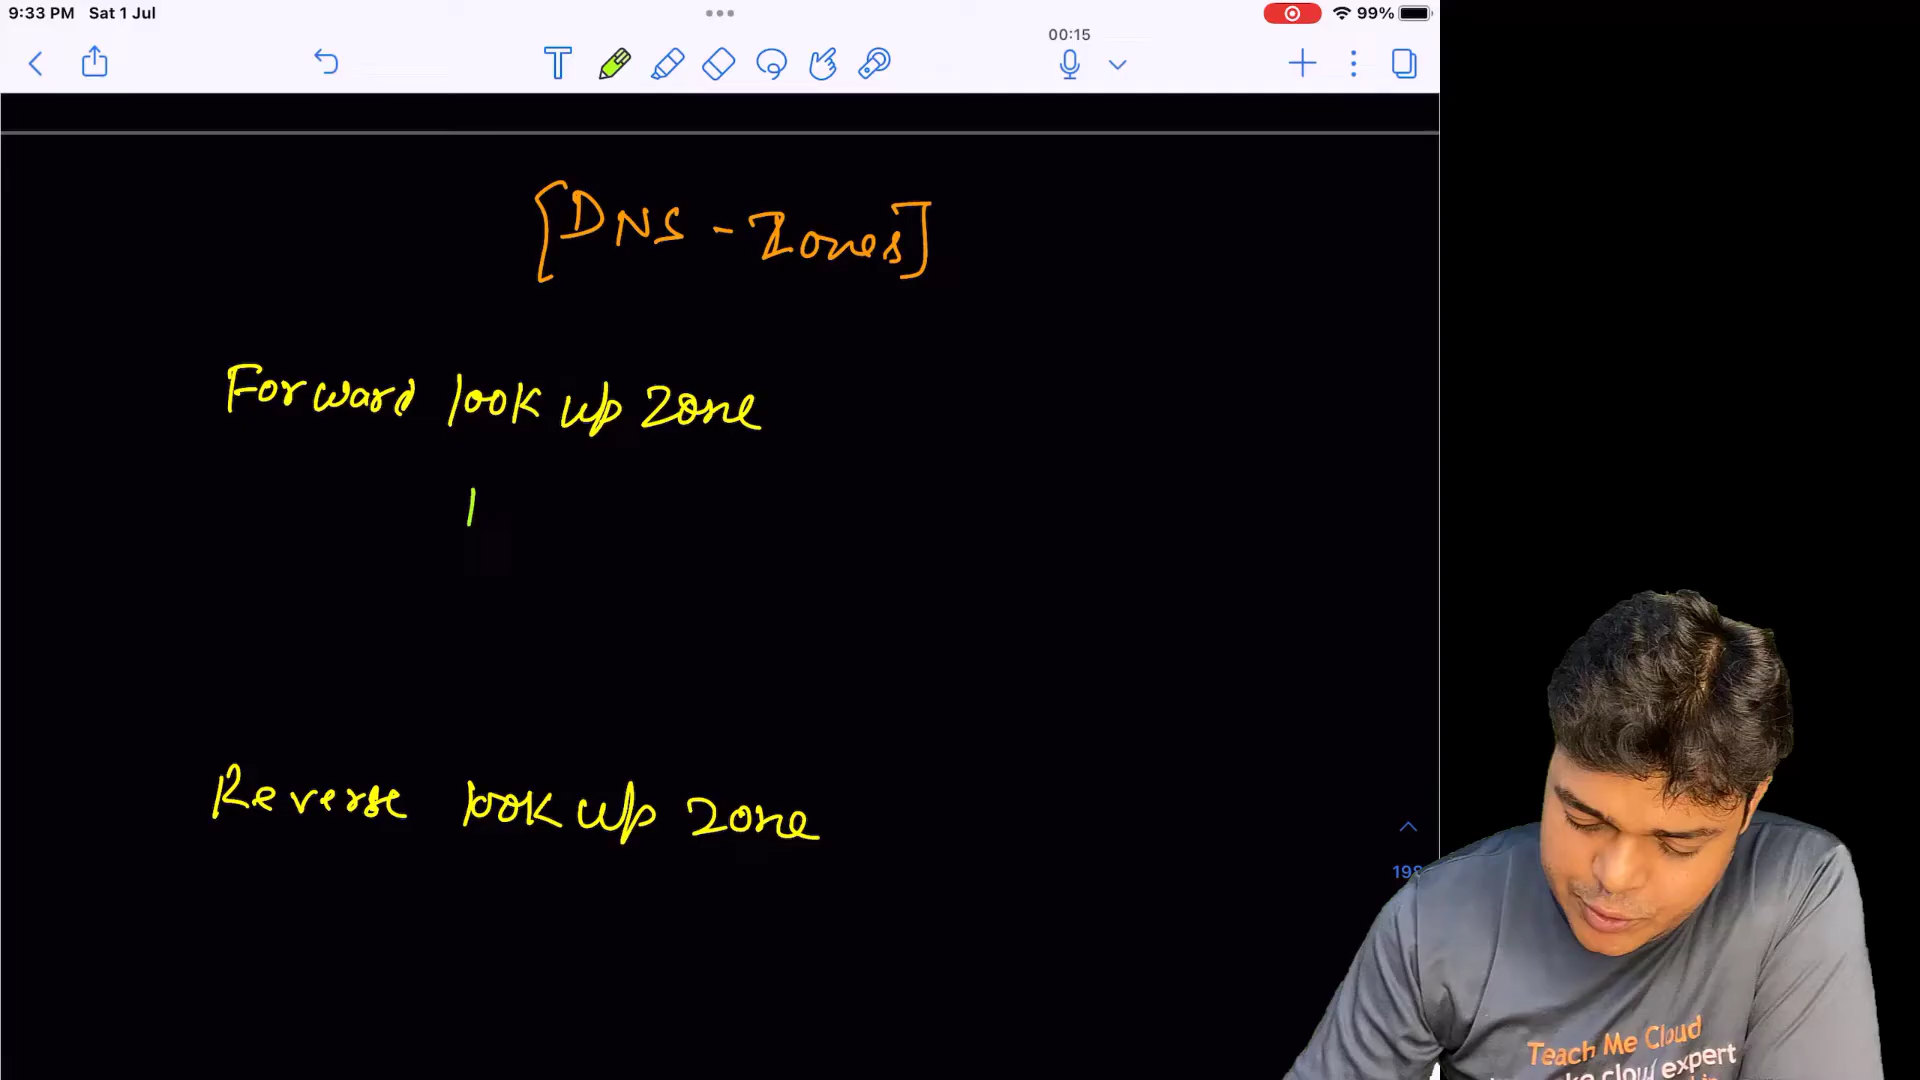 9:33 PM Sat 1 Jul
99%
00:15
T
[DNS - Zones]
Forward look up zone
Reverse look up zone
Teach Me Cloud
cloud expert